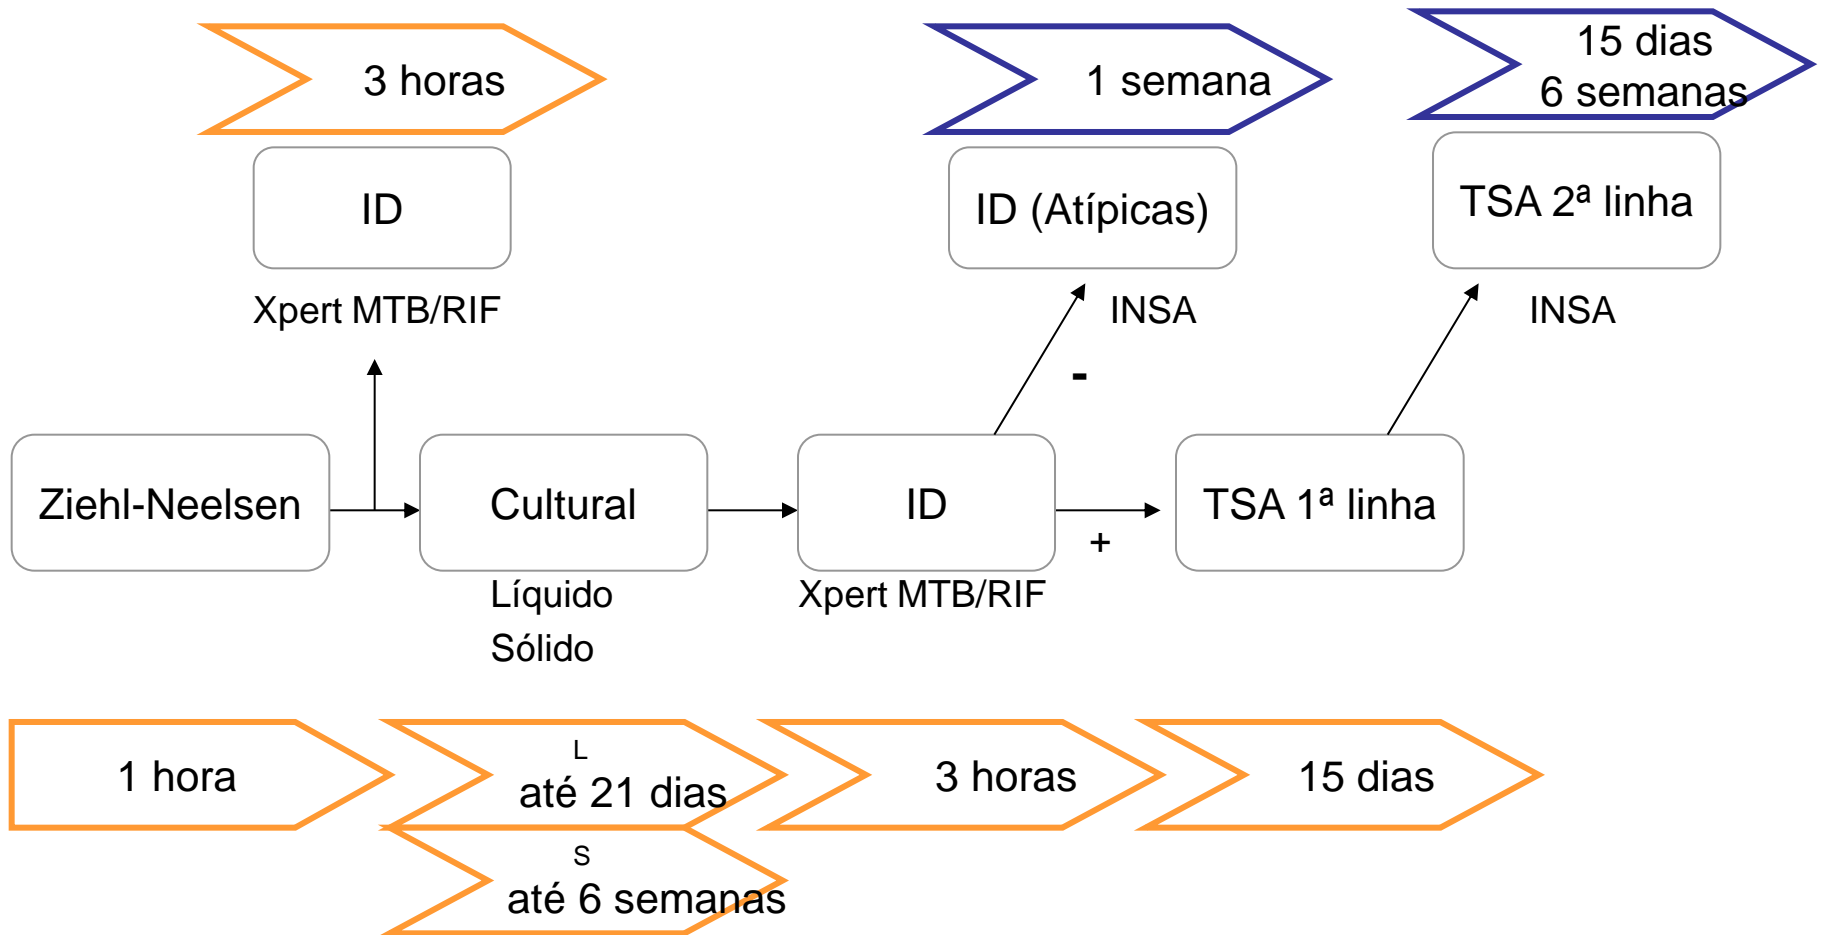 3 horas
1 semana
15 dias
6 semanas
ID
ID (Atípicas)
TSA 2ª linha
Xpert MTB/RIF
INSA
INSA
-
Ziehl-Neelsen
Cultural
ID
TSA 1ª linha
+
Líquido
Sólido
Xpert MTB/RIF
1 hora
L
até 21 dias
3 horas
15 dias
S
até 6 semanas